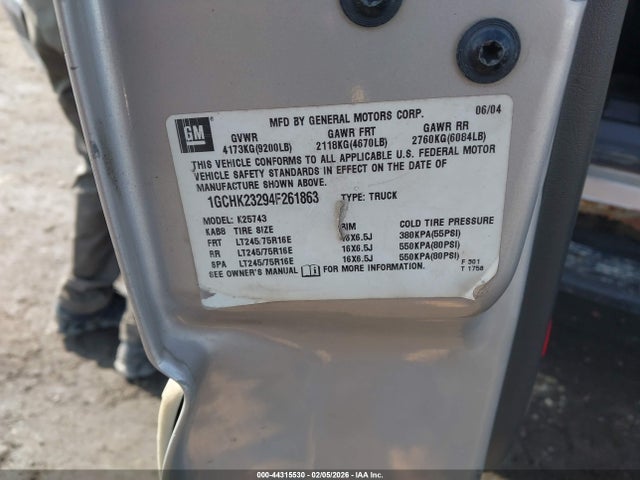 MFD BY GENERAL MOTORS CORP. 06/04
GM
GVWR GAWR FRT GAWR RR
4173KG(9200LB) 2118KG(4670LB) 2760KG(6084LB)
THIS VEHICLE CONFORMS TO ALL APPLICABLE U.S. FEDERAL MOTOR
VEHICLE SAFETY STANDARDS IN EFFECT ON THE DATE OF
MANUFACTURE SHOWN ABOVE.
1GCHK23294F261863 TYPE: TRUCK
MODEL: K25743
KABB TIRE SIZE RIM COLD TIRE PRESSURE
FRT LT245/75R16E 16X6.5J 380KPA(55PSI)
RR LT245/75R16E 16X6.5J 550KPA(80PSI)
SPA LT245/75R16E 16X6.5J 550KPA(80PSI)
SEE OWNER'S MANUAL FOR MORE INFORMATION.
F 501
T 1758
000-44315530 - 02/05/2026 - IAA Inc.